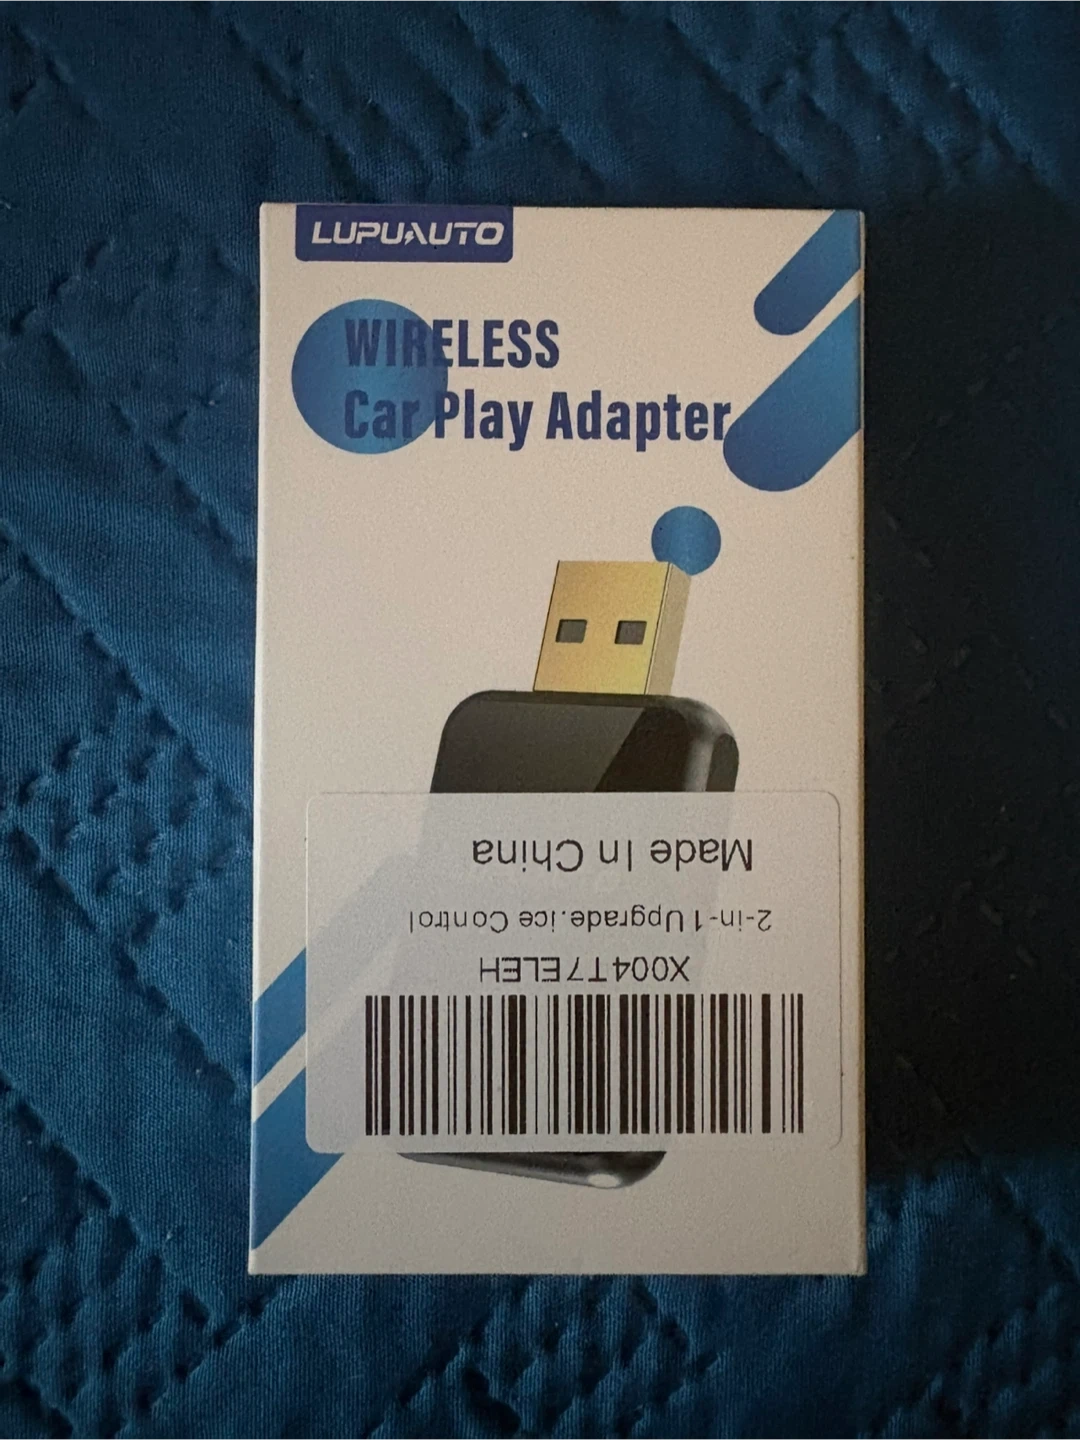 LUPUAUTO
WIRELESS
Car Play Adapter
X004T7ELEH
2-in-1 Upgrade.ice Control
Made In China